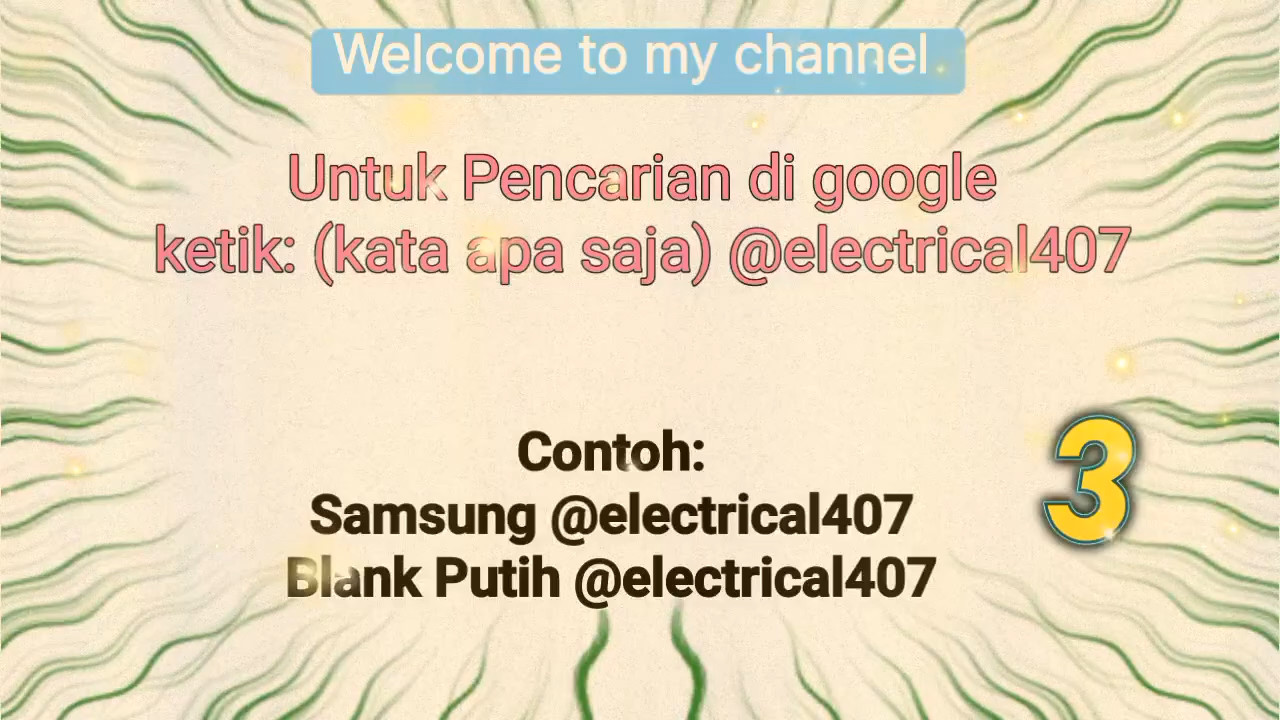 Welcome to my channel
Untuk Pencarian di google
ketik: (kata apa saja) @electrical407
Contoh:
3
Samsung @electrical407
Blank Putih @electrical407